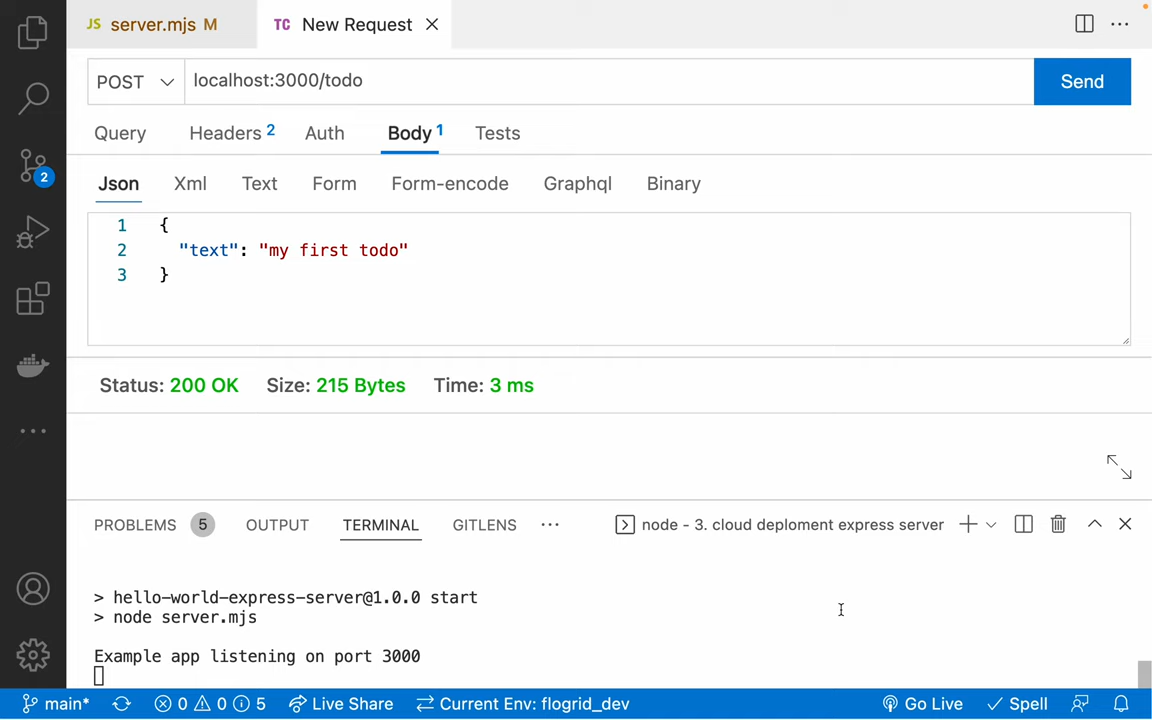 JS server.mjs M
TC New Request
POST
localhost:3000/todo
Send
Query
Headers 2
Auth
Body 1
Tests
Json
Xml
Text
Form
Form-encode
Graphql
Binary
1 {
2 "text": "my first todo"
3 }
Status: 200 OK Size: 215 Bytes Time: 3 ms
2
PROBLEMS 5
OUTPUT
TERMINAL
GITLENS
node - 3. cloud deploment express server
> hello-world-express-server@1.0.0 start
> node server.mjs
Example app listening on port 3000
main* 0 0 5 Live Share Current Env: flogrid_dev Go Live Spell